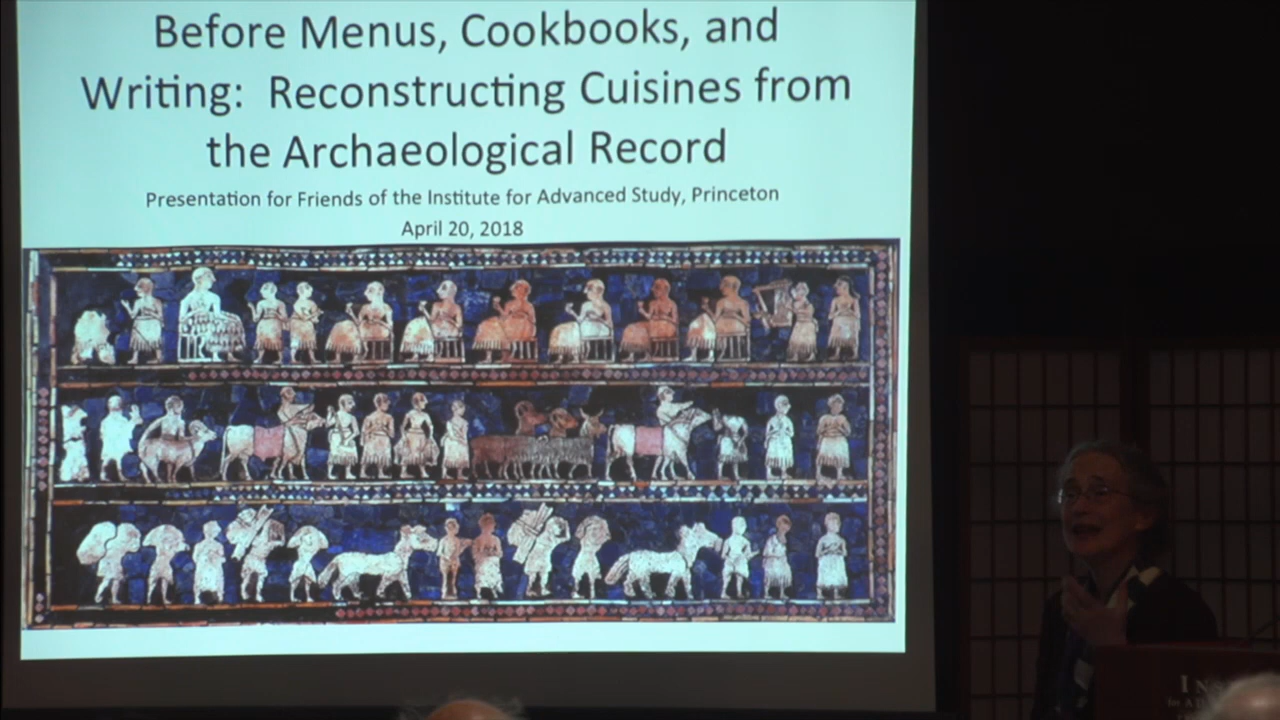 Before Menus, Cookbooks, and
Writing: Reconstructing Cuisines from
the Archaeological Record
Presentation for Friends of the Institute for Advanced Study, Princeton
April 20, 2018